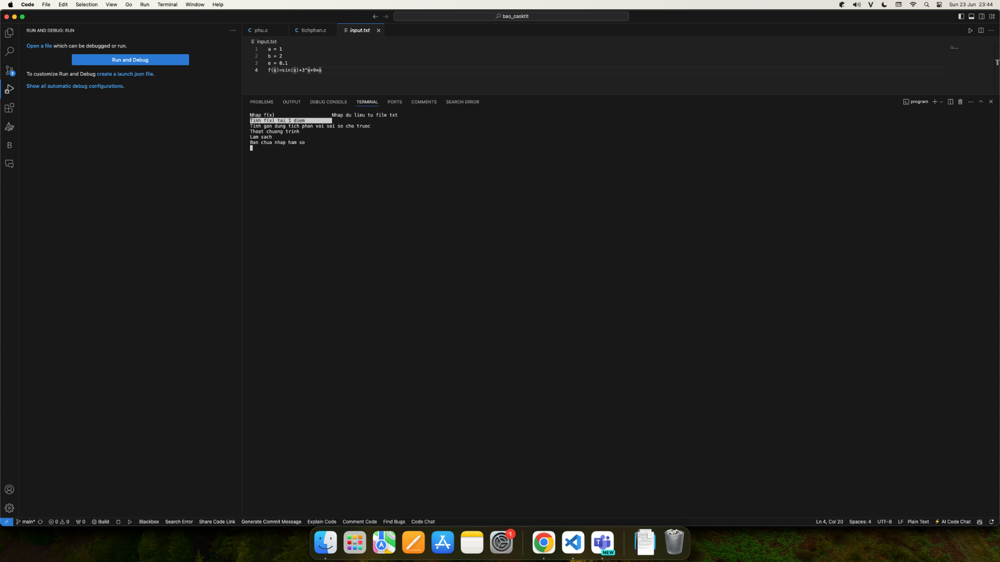 Code File Edit Selection View Go Run Terminal Window Help Sun 23 Jun 23:44
bao_caoktlt
RUN AND DEBUG: RUN
Open a file which can be debugged or run.
Run and Debug
To customize Run and Debug create a launch.json file.
Show all automatic debug configurations.
3
B
C phu.c C tichphan.c input.txt
input.txt
1 a = 1
2 b = 2
3 e = 0.1
4 f(x)=sin(x)+3^x+9*x
PROBLEMS OUTPUT DEBUG CONSOLE TERMINAL PORTS COMMENTS SEARCH ERROR program
Nhap f(x) Nhap du lieu tu file txt
Tinh f(x) tai 1 diem
Tinh gan dung tich phan voi sai so cho truoc
Thoat chuong trinh
Lam sach
Ban chua nhap ham so
main* 0 0 0 Build Blackbox Search Error Share Code Link Generate Commit Message Explain Code Comment Code Find Bugs Code Chat Ln 4, Col 20 Spaces: 4 UTF-8 LF Plain Text AI Code Chat
1
T
NEW